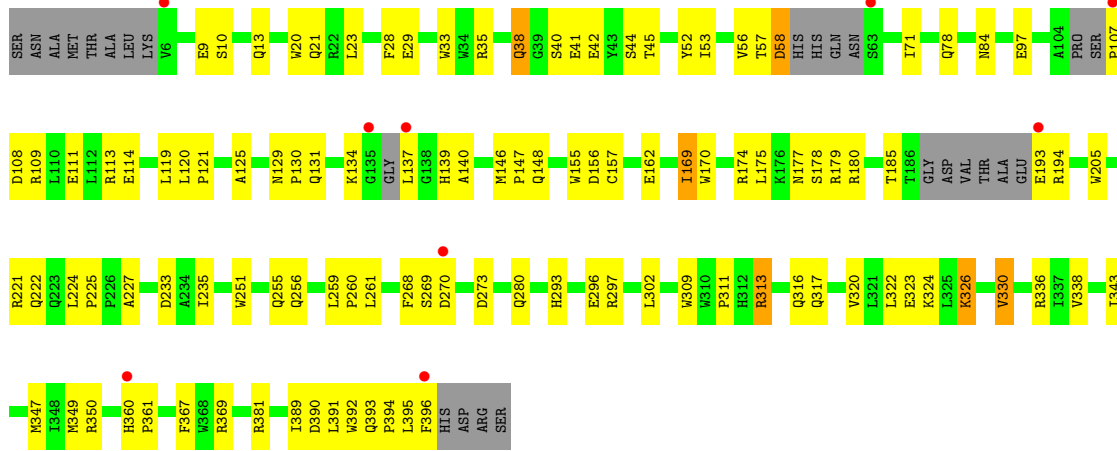 SER ASN ALA MET THR ALA LEU LYS V6 E9 S10 Q13 W20 Q21 R22 L23 F28 E29 W33 W34 R35 Q38 G39 S40 E41 E42 Y43 S44 T45 Y52 I53 V56 T57 D58 HIS HIS GLN ASN S63 I71 Q78 N84 E97 A104 PRO SER P107
D108 R109 L110 E111 L112 R113 E114 L119 L120 P121 A125 N129 P130 Q131 K134 G135 GLY L137 G138 H139 A140 M146 P147 Q148 W155 D156 C157 E162 I169 W170 R174 L175 K176 N177 S178 R179 R180 T185 T186 GLY ASP VAL THR ALA GLU E193 R194 W205
R221 Q222 Q223 L224 P225 P226 A227 D233 A234 I235 W251 Q255 Q256 L259 P260 L261 F268 S269 D270 D273 Q280 H293 E296 R297 L302 W309 W310 P311 H312 R313 Q316 Q317 V320 L321 L322 E323 K324 L325 K326 V330 R336 I337 V338 I343
M347 I348 M349 R350 H360 P361 F367 W368 R369 R381 I389 D390 L391 W392 Q393 P394 L395 F396 HIS ASP ARG SER